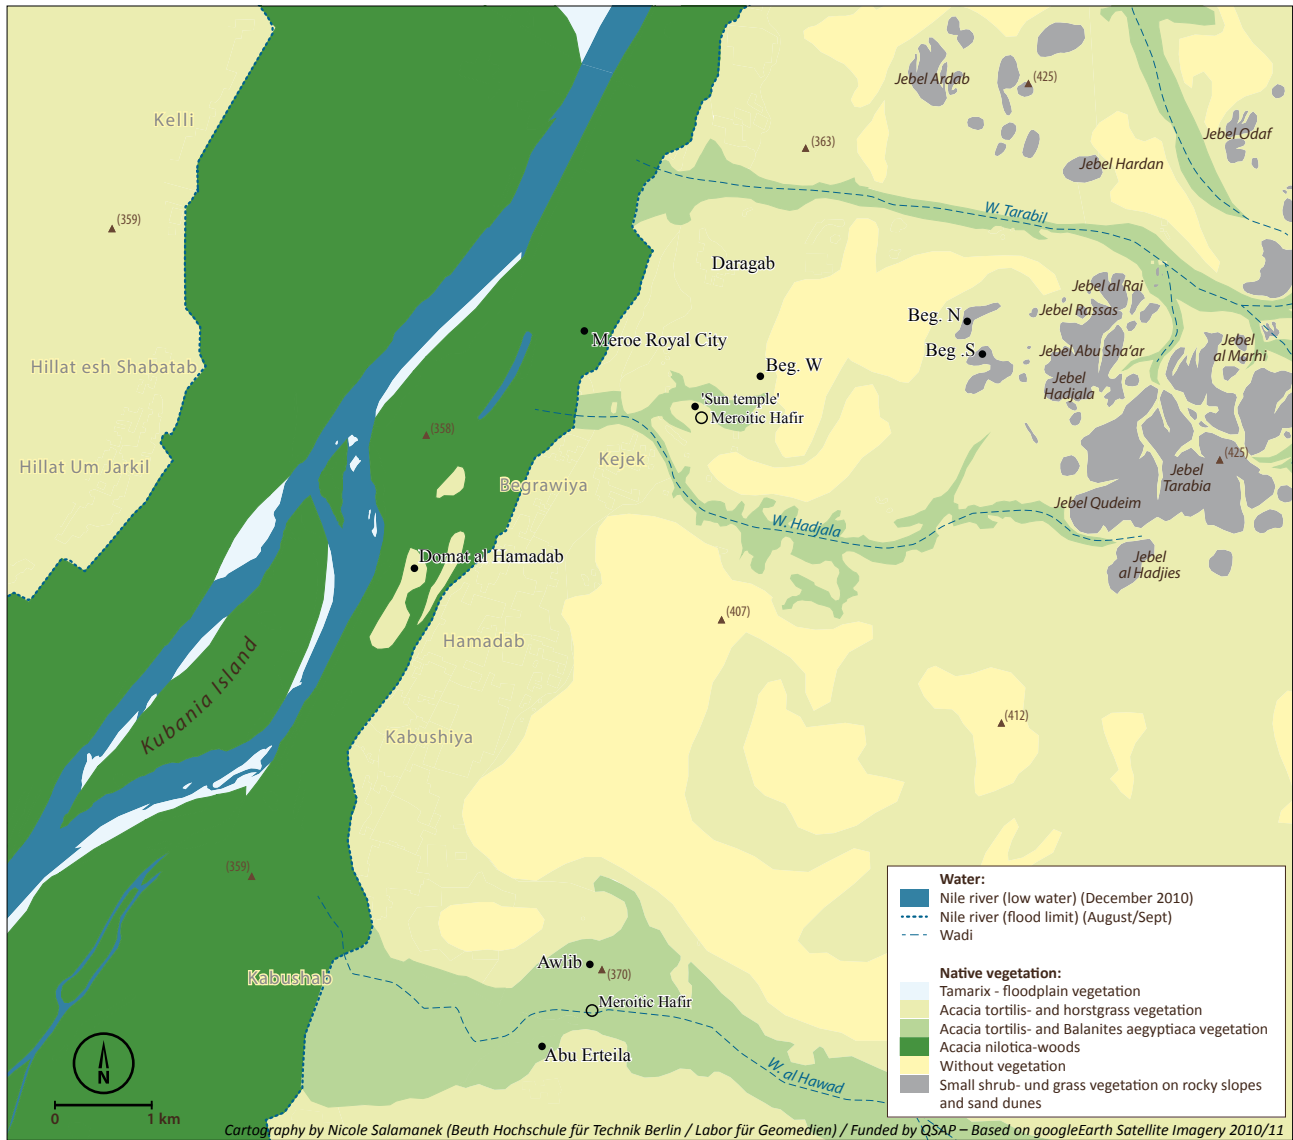 Jebel Ardab
(425)
Kelli
Jebel Odaf
(363)
Jebel Hardan
W. Tarabil
(359)
Daragab
Jebel al Rai
Jebel Rassas
Beg. N
Meroe Royal City
Beg .S
Jebel Abu Sha'ar
Jebel
al Marhi
Hillat esh Shabatab
Beg. W
Jebel
Hadjala
'Sun temple'
Meroitic Hafir
(358)
Hillat Um Jarkil
Kejek
(425)
Begrawiya
Jebel
Tarabia
Jebel Qudeim
W. Hadjala
Domat al Hamadab
Jebel
al Hadjies
(407)
Hamadab
Kubania Island
(412)
Kabushiya
(359)
Awlib
(370)
Kabushab
Meroitic Hafir
Abu Erteila
W. al Hawad
Water:
Nile river (low water) (December 2010)
Nile river (flood limit) (August/Sept)
Wadi
Native vegetation:
Tamarix - floodplain vegetation
Acacia tortilis- and horstgrass vegetation
Acacia tortilis- and Balanites aegyptiaca vegetation
Acacia nilotica-woods
Without vegetation
Small shrub- und grass vegetation on rocky slopes
and sand dunes
N
0 1 km
Cartography by Nicole Salamanek (Beuth Hochschule für Technik Berlin / Labor für Geomedien) / Funded by QSAP – Based on googleEarth Satellite Imagery 2010/11